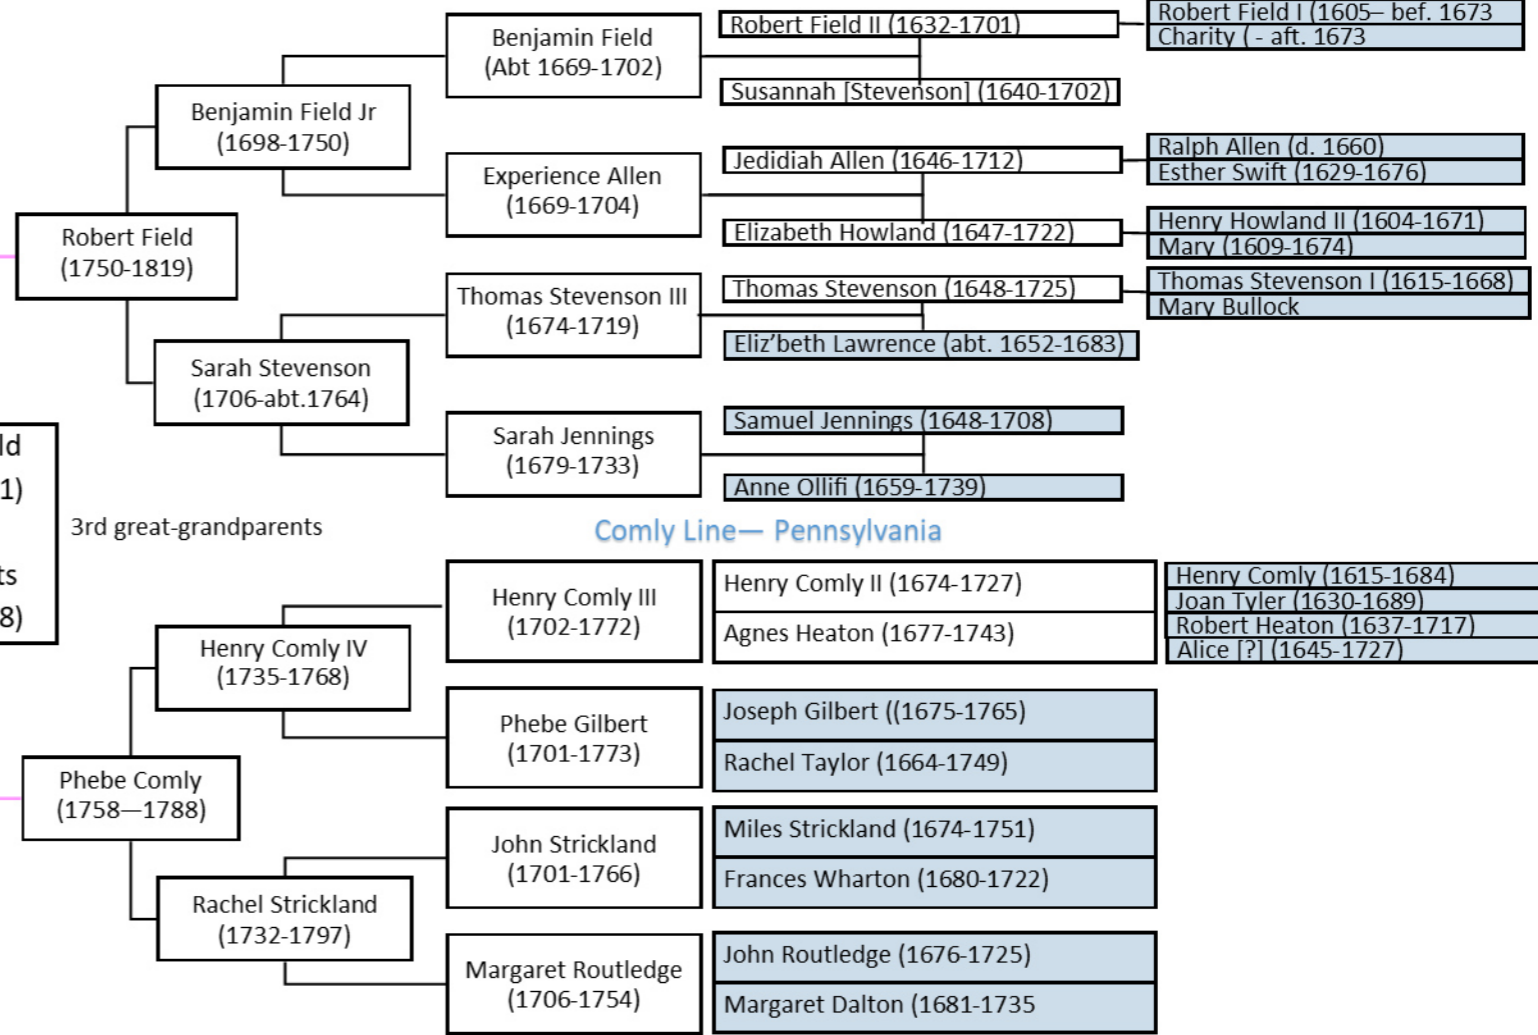 Robert Field II (1632-1701)
Robert Field I (1605– bef. 1673
Charity ( - aft. 1673
Benjamin Field
(Abt 1669-1702)
Susannah [Stevenson] (1640-1702)
Benjamin Field Jr
(1698-1750)
Jedidiah Allen (1646-1712)
Ralph Allen (d. 1660)
Esther Swift (1629-1676)
Experience Allen
(1669-1704)
Elizabeth Howland (1647-1722)
Henry Howland II (1604-1671)
Mary (1609-1674)
Robert Field
(1750-1819)
Thomas Stevenson III
(1674-1719)
Thomas Stevenson (1648-1725)
Thomas Stevenson I (1615-1668)
Mary Bullock
Eliz’beth Lawrence (abt. 1652-1683)
Sarah Stevenson
(1706-abt.1764)
Samuel Jennings (1648-1708)
Sarah Jennings
(1679-1733)
Anne Ollifi (1659-1739)
ld
1)
ts
8)
3rd great-grandparents
Comly Line— Pennsylvania
Henry Comly III
(1702-1772)
Henry Comly II (1674-1727)
Agnes Heaton (1677-1743)
Henry Comly (1615-1684)
Joan Tyler (1630-1689)
Robert Heaton (1637-1717)
Alice [?] (1645-1727)
Henry Comly IV
(1735-1768)
Phebe Gilbert
(1701-1773)
Joseph Gilbert ((1675-1765)
Rachel Taylor (1664-1749)
Phebe Comly
(1758—1788)
John Strickland
(1701-1766)
Miles Strickland (1674-1751)
Frances Wharton (1680-1722)
Rachel Strickland
(1732-1797)
Margaret Routledge
(1706-1754)
John Routledge (1676-1725)
Margaret Dalton (1681-1735